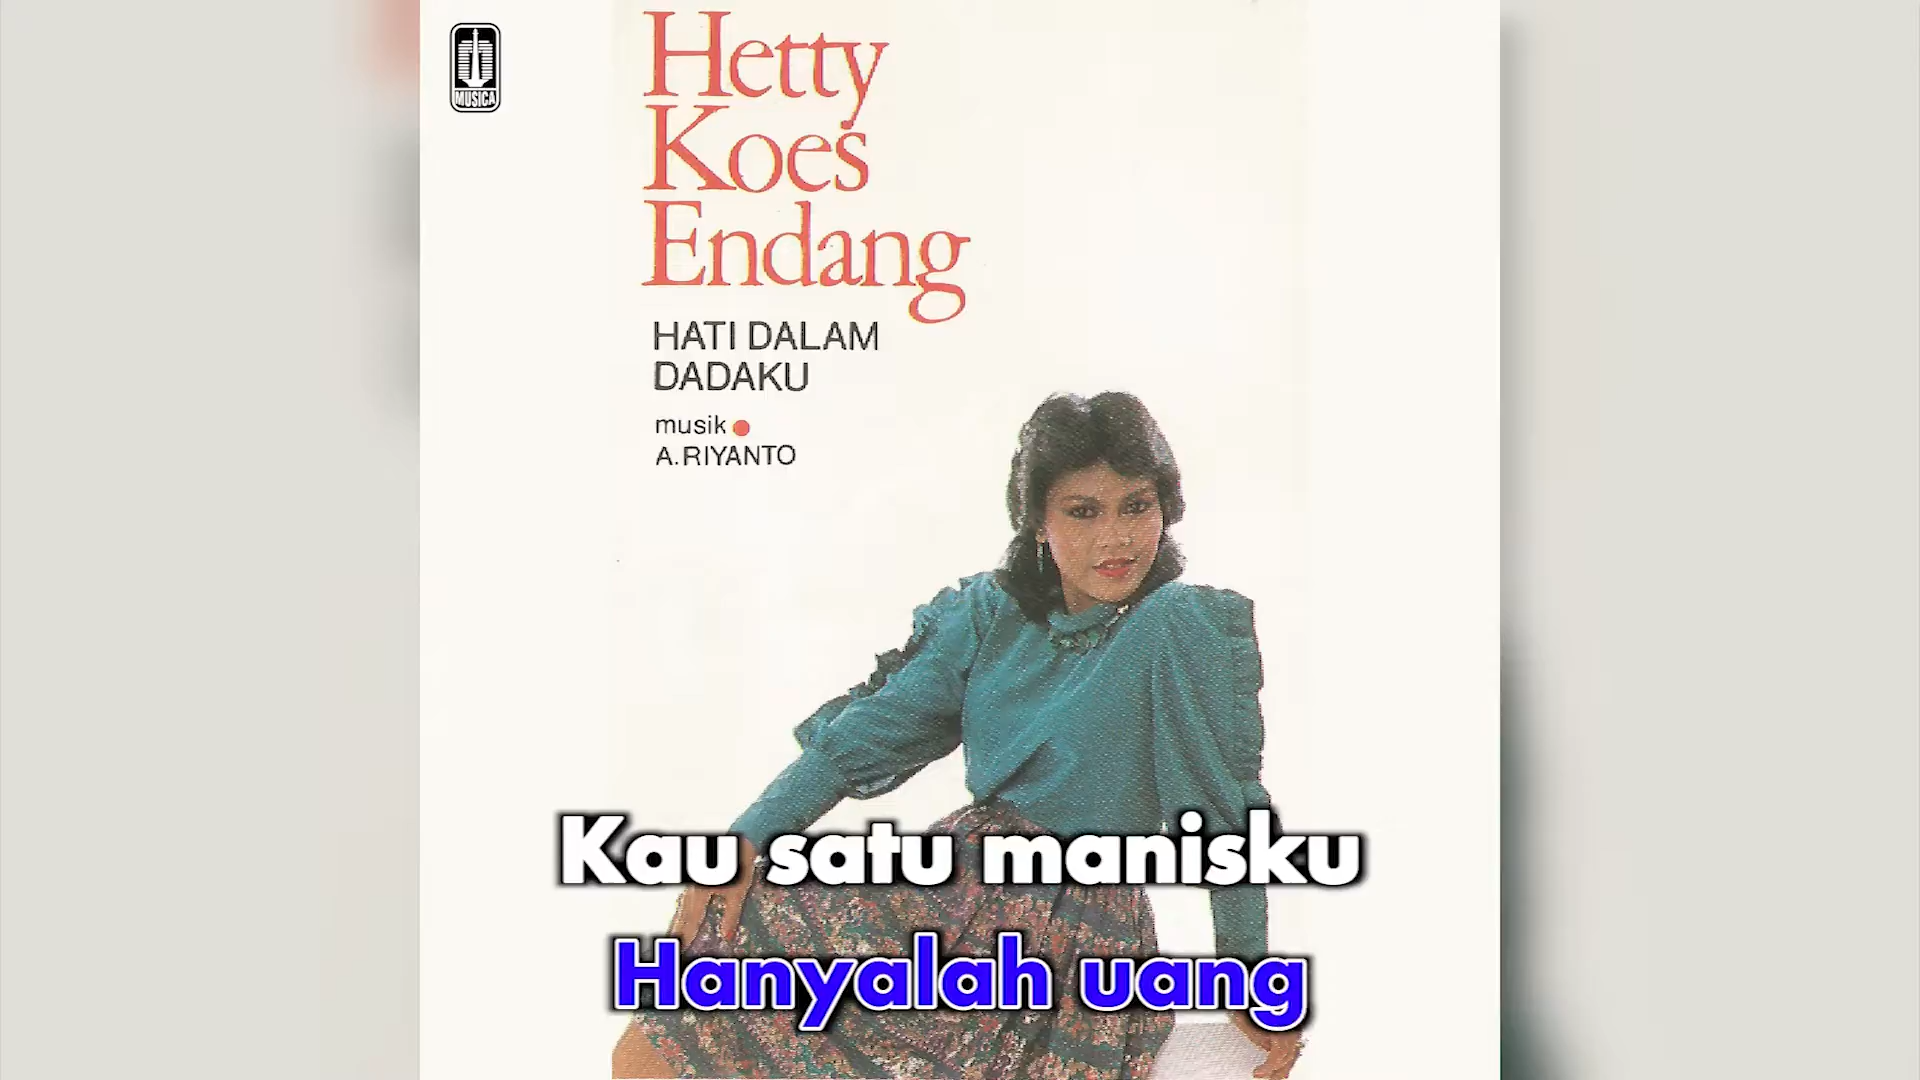 MUSICA
Hetty
Koes
Endang
HATI DALAM
DADAKU
musik
A.RIYANTO
Kau satu manisku
Hanyalah uang